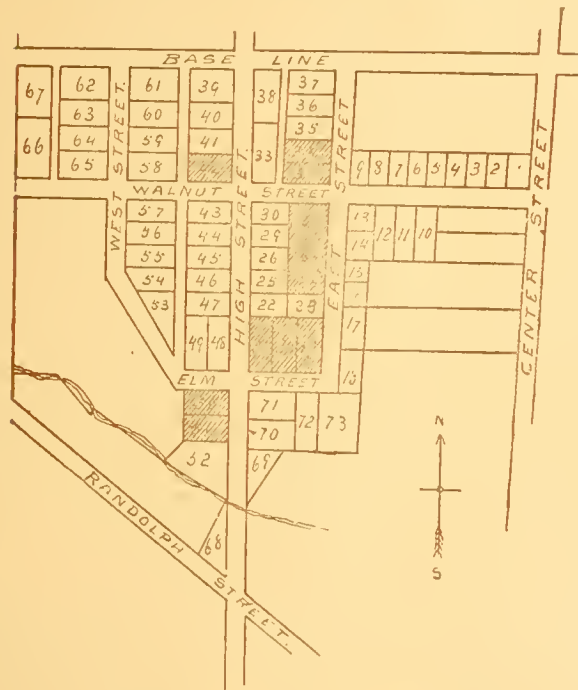 BASE LINE
67 62 61 39 38 37
63 60 40 36
66 64 59 41 33 35
65 58
9 8 7 6 5 4 3 2
WALNUT STREET
WEST STREET.
HIGH STREET.
EAST STREET
CENTER STREET
57 43 30 13 12 11 10
56 44 29 14
55 45 26 15
54 46 25
53 47 22 28 17
49 48
ELM STREET
71 72 73
70
52 69
68
RANDOLPH STREET.
N
S